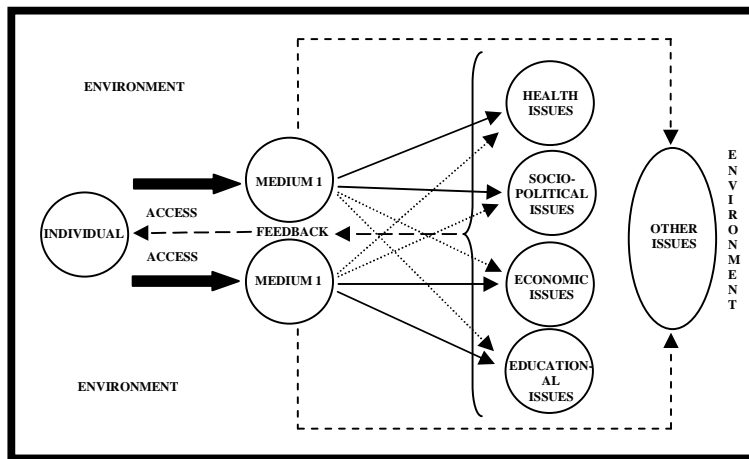 ENVIRONMENT
HEALTH
ISSUES
MEDIUM 1
SOCIO-
POLITICAL
ISSUES
ACCESS
INDIVIDUAL
FEEDBACK
OTHER
ISSUES
ENVIRONMENT
ACCESS
MEDIUM 1
ECONOMIC
ISSUES
EDUCATION-
AL
ISSUES
ENVIRONMENT